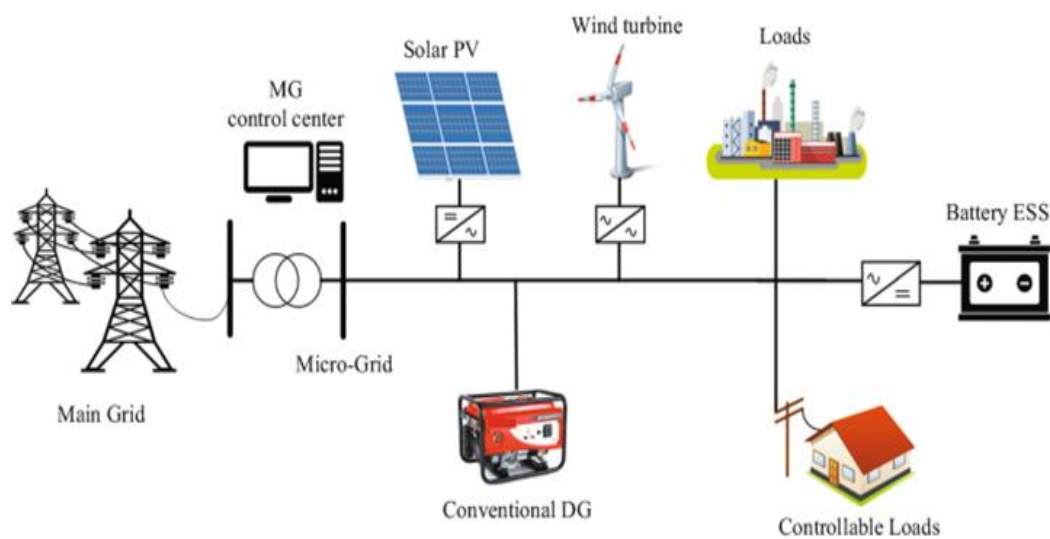 Wind turbine
Loads
Solar PV
MG
control center
Battery ESS
Micro-Grid
Main Grid
Conventional DG
Controllable Loads